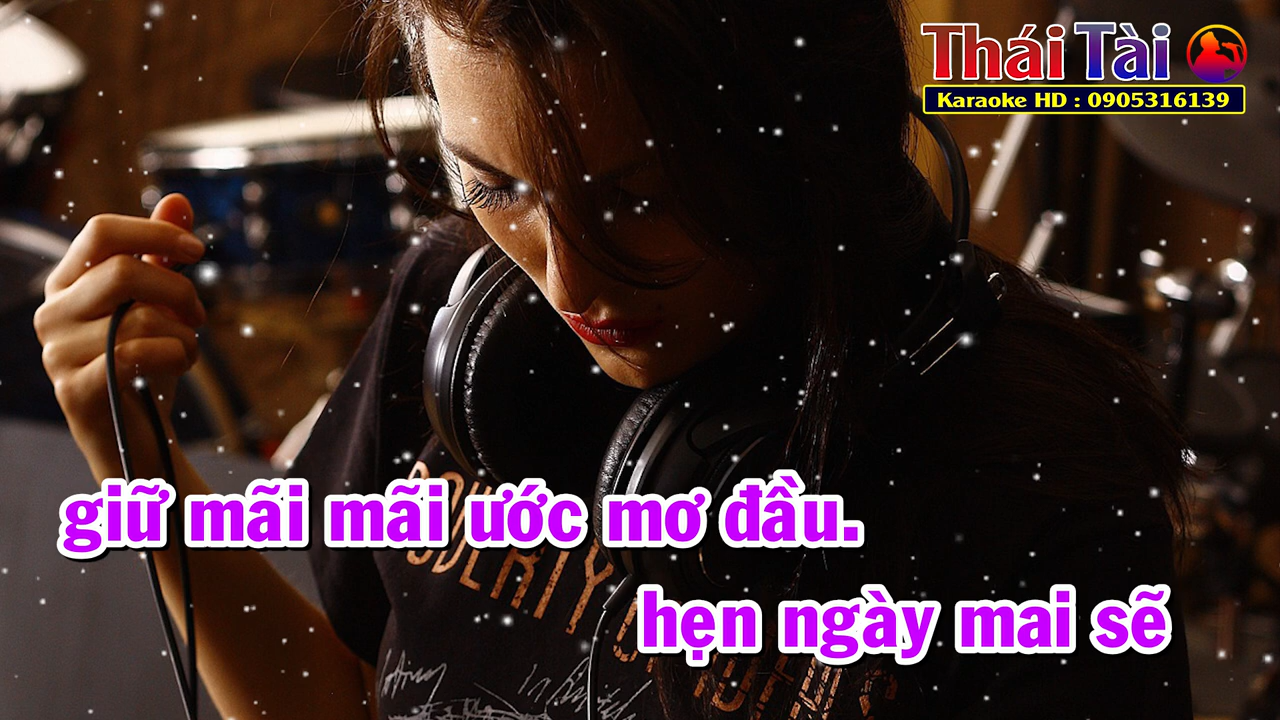 Thái Tài
Karaoke HD : 0905316139
giữ mãi mãi ước mơ đầu.
hẹn ngày mai sẽ